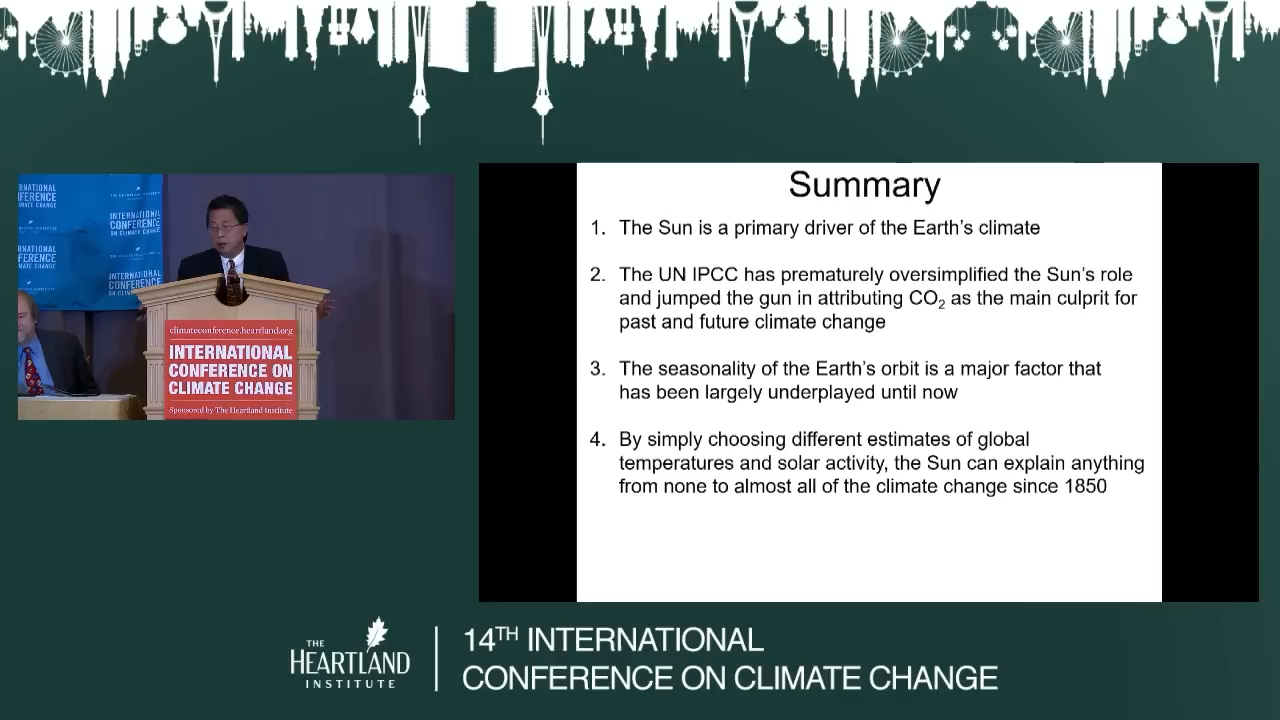 RNATIONAL
FERENCE
ATE CHANGE
INTERNATIONAL
CONFERENCE
ON CLIMATE CHANGE
climateconference.heartland.org
INTERNATIONAL
CONFERENCE ON
CLIMATE CHANGE
Sponsored by The Heartland Institute
Summary
1. The Sun is a primary driver of the Earth's climate
2. The UN IPCC has prematurely oversimplified the Sun's role
and jumped the gun in attributing CO₂ as the main culprit for
past and future climate change
3. The seasonality of the Earth's orbit is a major factor that
has been largely underplayed until now
4. By simply choosing different estimates of global
temperatures and solar activity, the Sun can explain anything
from none to almost all of the climate change since 1850
THE
HEARTLAND
INSTITUTE
14TH INTERNATIONAL
CONFERENCE ON CLIMATE CHANGE